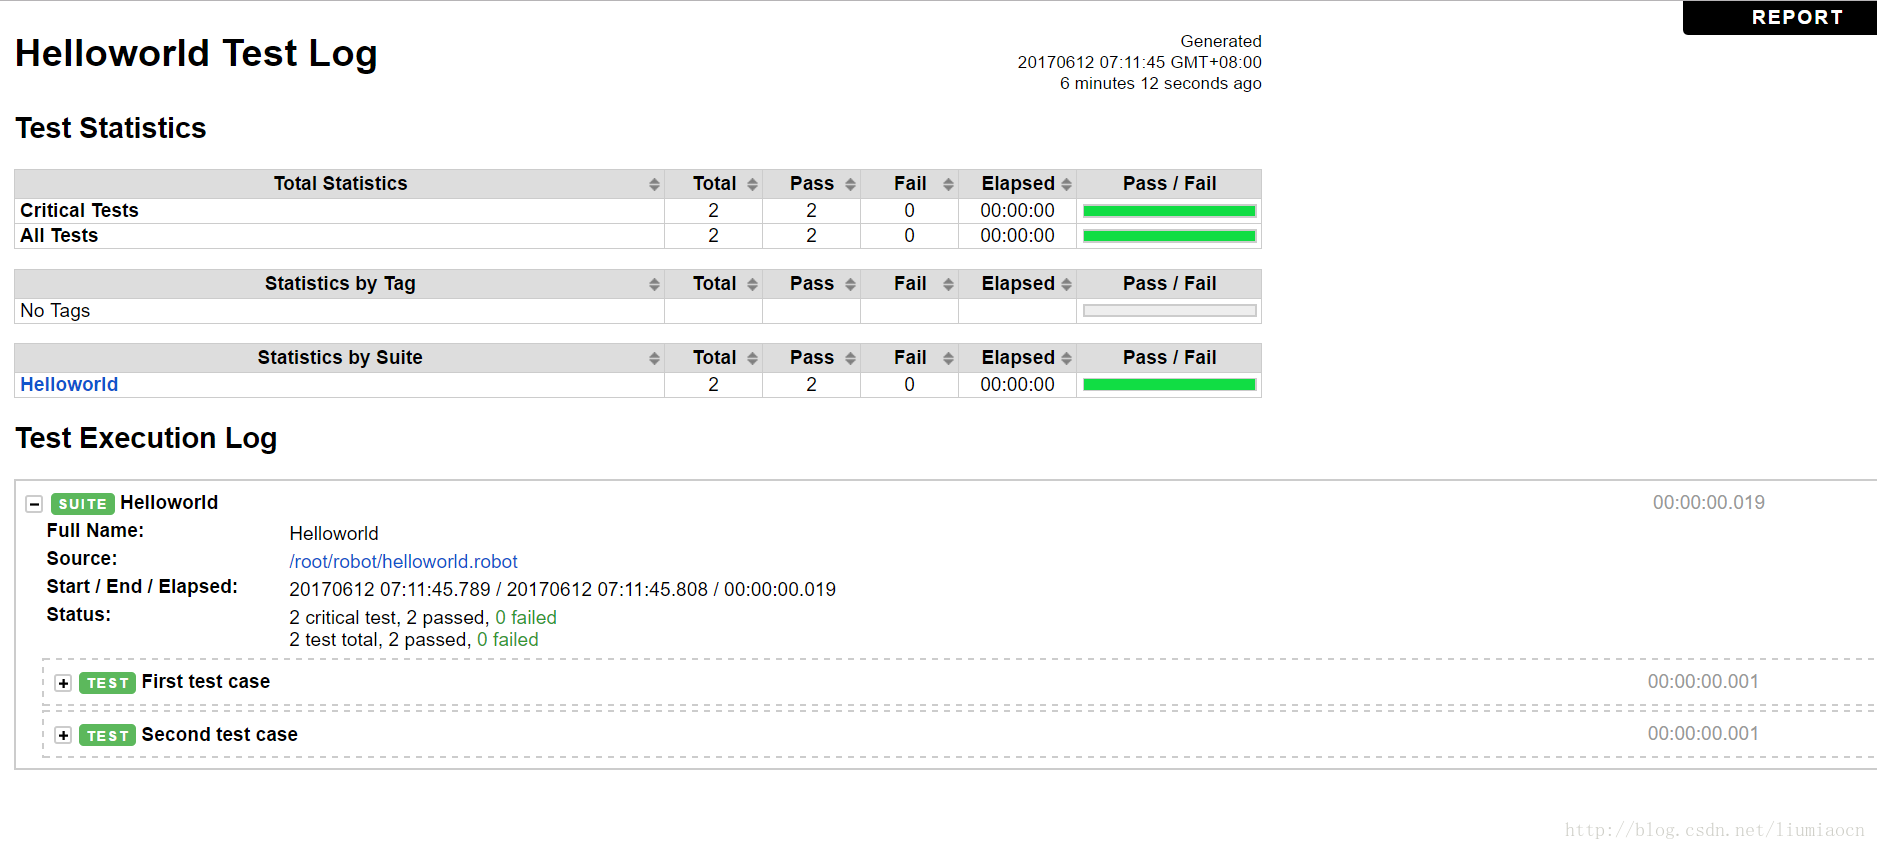 REPORT
Helloworld Test Log
Generated
20170612 07:11:45 GMT+08:00
6 minutes 12 seconds ago
Test Statistics
Total Statistics Total Pass Fail Elapsed Pass / Fail
Critical Tests 2 2 0 00:00:00
All Tests 2 2 0 00:00:00
Statistics by Tag Total Pass Fail Elapsed Pass / Fail
No Tags
Statistics by Suite Total Pass Fail Elapsed Pass / Fail
Helloworld 2 2 0 00:00:00
Test Execution Log
SUITE Helloworld 00:00:00.019
Full Name: Helloworld
Source: /root/robot/helloworld.robot
Start / End / Elapsed: 20170612 07:11:45.789 / 20170612 07:11:45.808 / 00:00:00.019
Status: 2 critical test, 2 passed, 0 failed
2 test total, 2 passed, 0 failed
TEST First test case 00:00:00.001
TEST Second test case 00:00:00.001
http://blog.csdn.net/liumiaocn